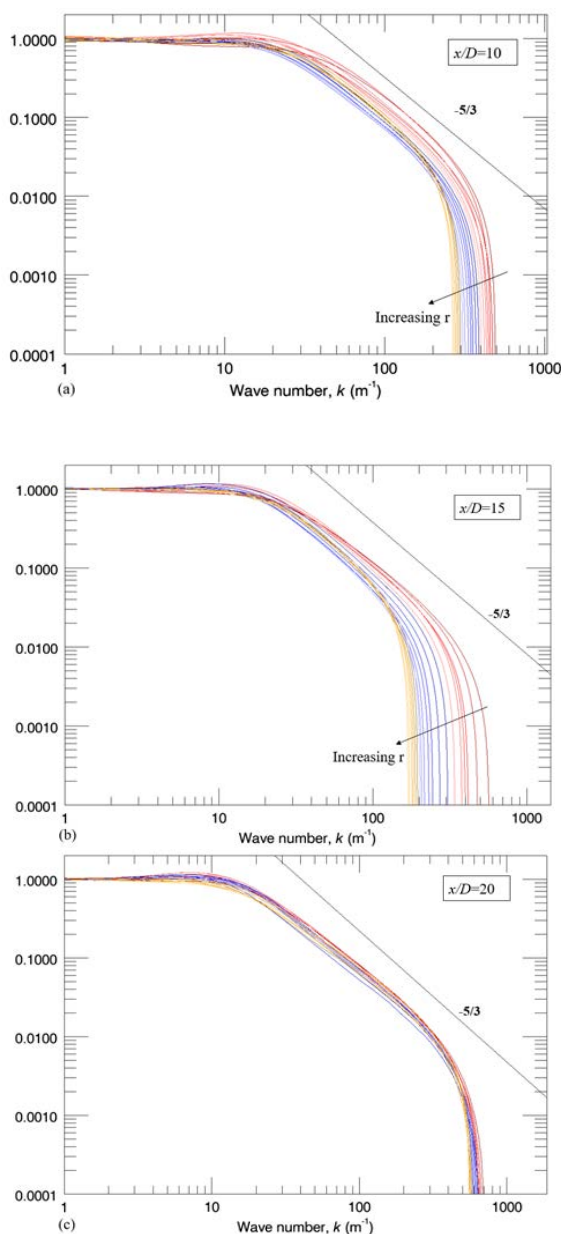 1.0000
x/D=10
0.1000
-5/3
0.0100
0.0010
Increasing r
0.0001
1 10 100 1000
(a) Wave number, k (m⁻¹)
1.0000
x/D=15
0.1000
-5/3
0.0100
0.0010
Increasing r
0.0001
1 10 100 1000
(b) Wave number, k (m⁻¹)
1.0000
x/D=20
0.1000
-5/3
0.0100
0.0010
0.0001
1 10 100 1000
(c) Wave number, k (m⁻¹)